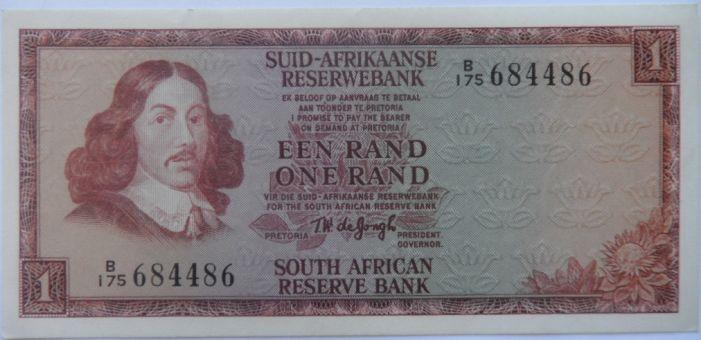 SUID-AFRIKAANSE
RESERWEBANK
B/175 684486
1
EK BELOOF OP AANVRAAG TE BETAAL
AAN TOONDER TE PRETORIA
I PROMISE TO PAY THE BEARER
ON DEMAND AT PRETORIA
EEN RAND
ONE RAND
VIR DIE SUID-AFRIKAANSE RESERWEBANK
FOR THE SOUTH AFRICAN RESERVE BANK
T.W. de Jongh
PRETORIA
PRESIDENT.
GOVERNOR.
B/175 684486
SOUTH AFRICAN
RESERVE BANK
1